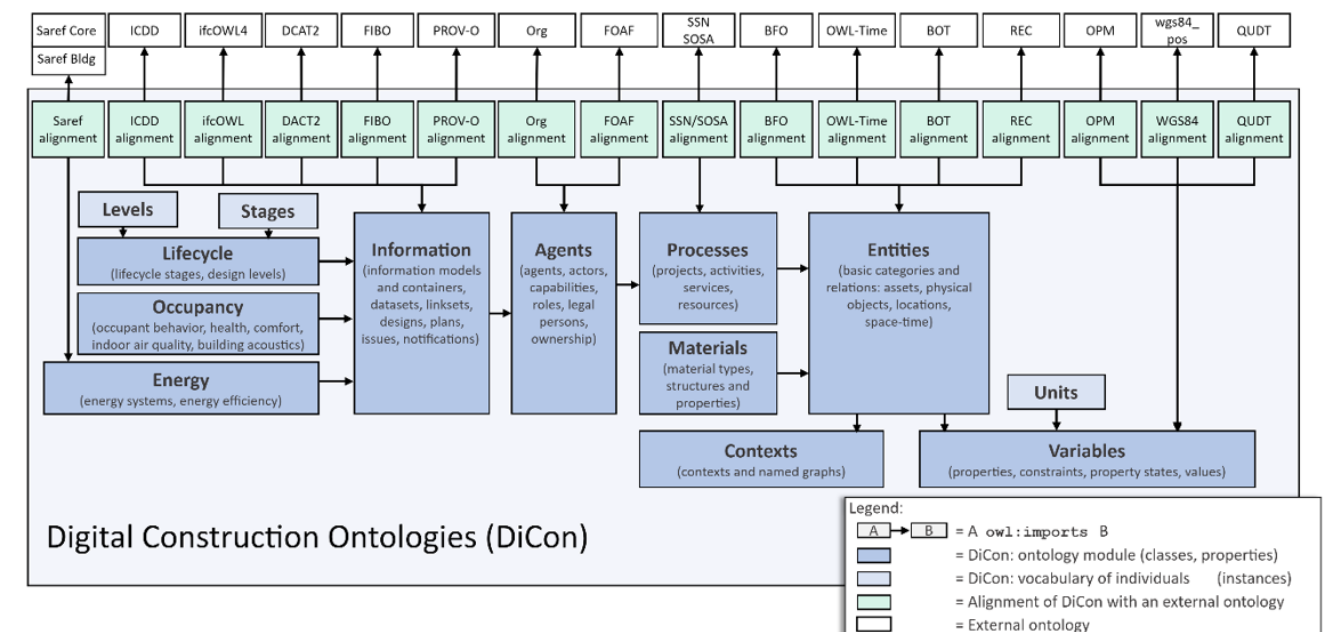 Saref Core
Saref Bldg
ICDD
ifcOWL4
DCAT2
FIBO
PROV-O
Org
FOAF
SSN
SOSA
BFO
OWL-Time
BOT
REC
OPM
wgs84_
pos
QUDT
Saref
alignment
ICDD
alignment
ifcOWL
alignment
DACT2
alignment
FIBO
alignment
PROV-O
alignment
Org
alignment
FOAF
alignment
SSN/SOSA
alignment
BFO
alignment
OWL-Time
alignment
BOT
alignment
REC
alignment
OPM
alignment
WGS84
alignment
QUDT
alignment
Levels
Stages
Lifecycle
(lifecycle stages, design levels)
Occupancy
(occupant behavior, health, comfort,
indoor air quality, building acoustics)
Energy
(energy systems, energy efficiency)
Information
(information models
and containers,
datasets, linksets,
designs, plans,
issues, notifications)
Agents
(agents, actors,
capabilities,
roles, legal
persons,
ownership)
Processes
(projects, activities,
services,
resources)
Materials
(material types,
structures and
properties)
Entities
(basic categories and
relations: assets, physical
objects, locations,
space-time)
Units
Contexts
(contexts and named graphs)
Variables
(properties, constraints, property states, values)
Digital Construction Ontologies (DiCon)
Legend:
A B = A owl:imports B
= DiCon: ontology module (classes, properties)
= DiCon: vocabulary of individuals (instances)
= Alignment of DiCon with an external ontology
= External ontology